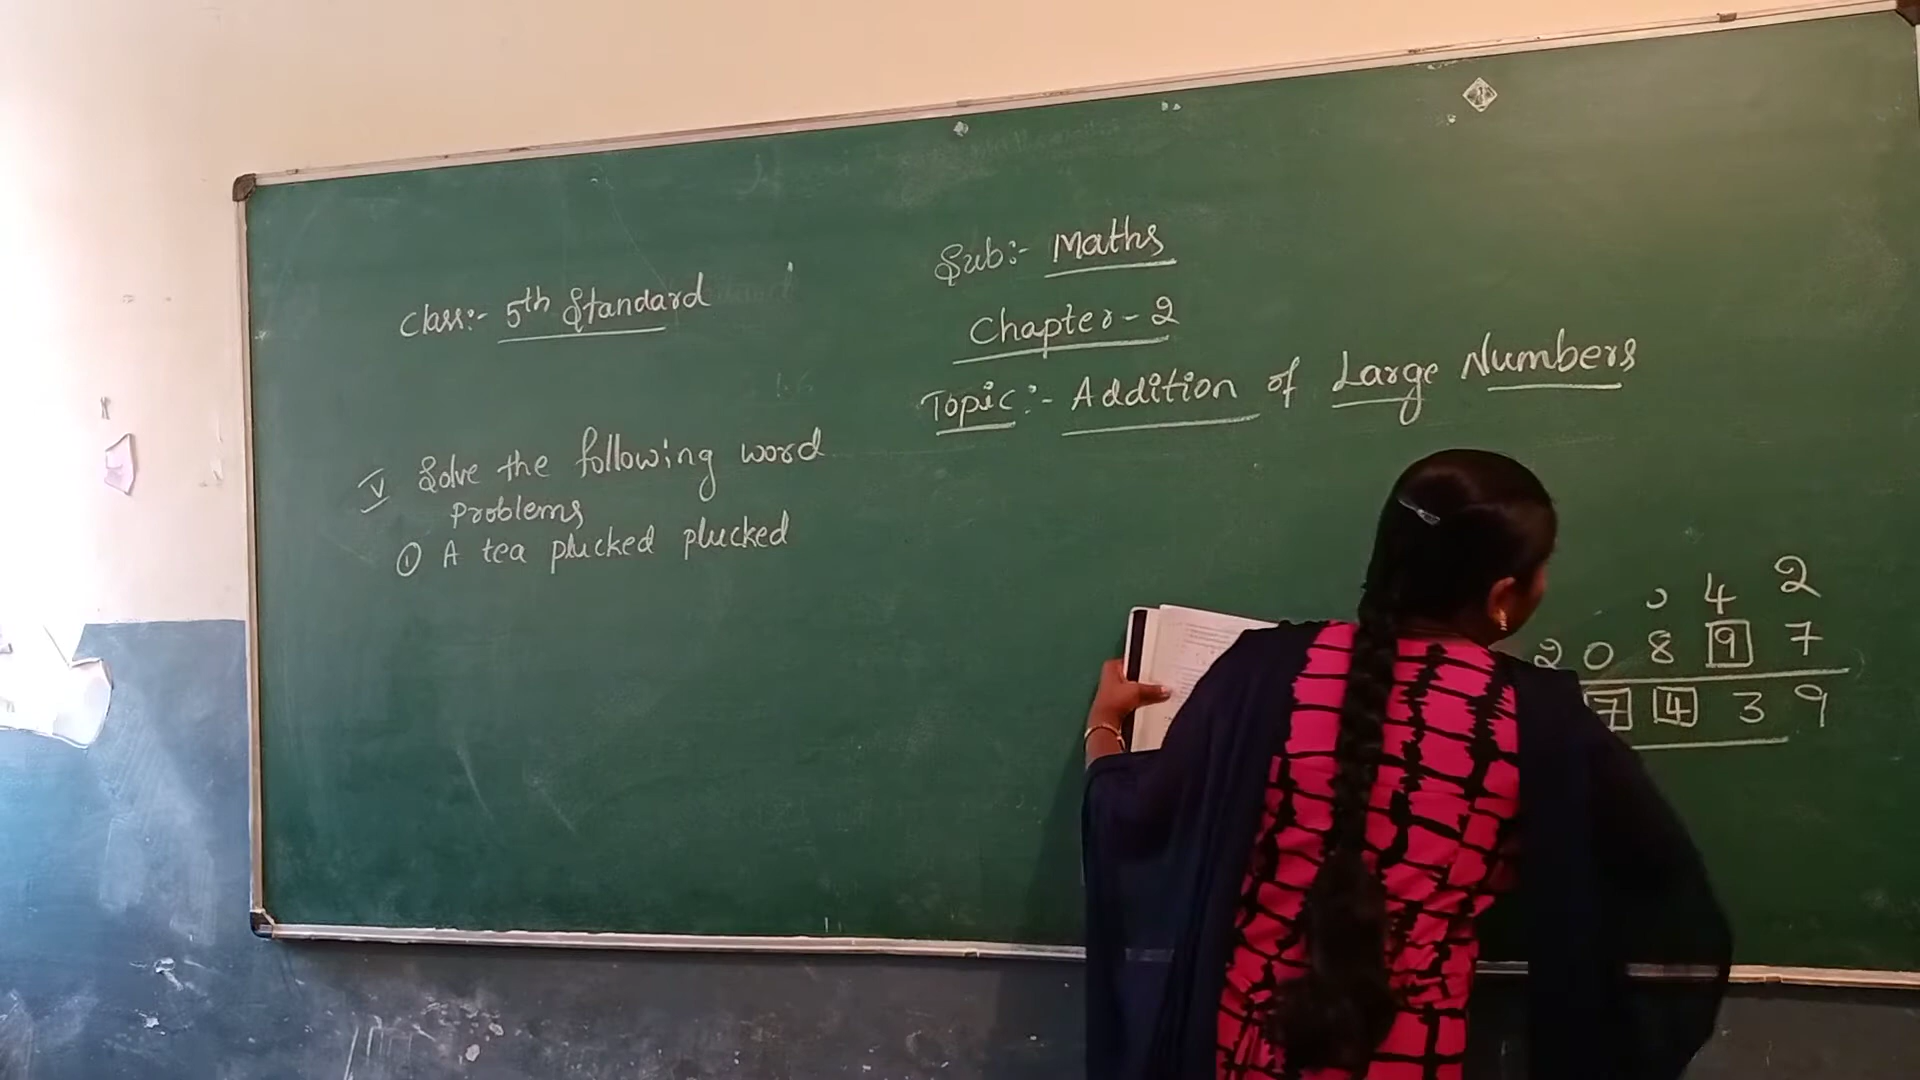 Sub:- Maths
Class:- 5th Standard
Chapter-2
Topic:- Addition of Large Numbers
V Solve the following word
problems
① A tea plucked plucked
4 2
2 0 8 9 7
7 4 3 9